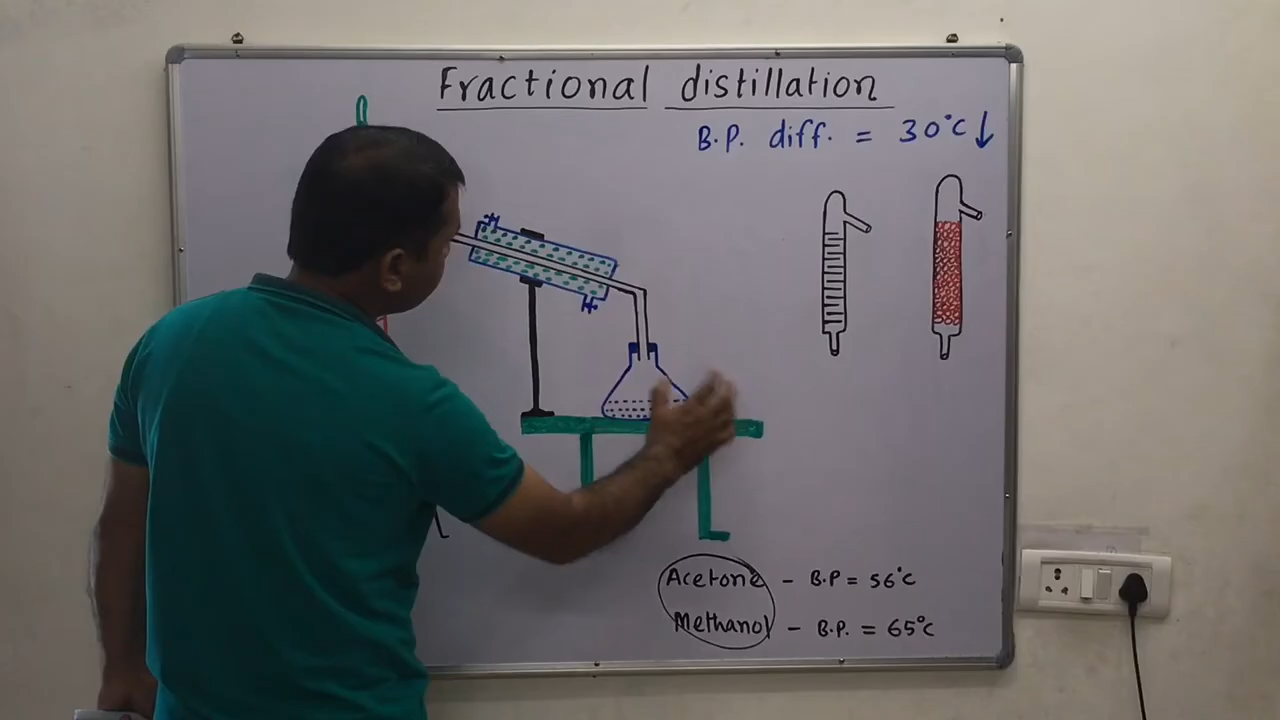 Fractional distillation
B.P. diff. = 30°C ↓
Acetone - B.P = 56°C
Methanol - B.P. = 65°C